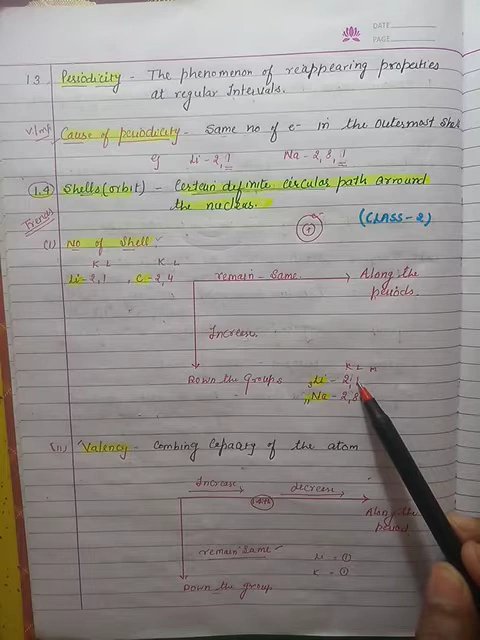 DATE
PAGE
1.3 Periodicity - The phenomenon of reappearing properties
at regular Intervals.
V.Imp
Cause of periodicity - Same no of e- in the Outermost Shell
eg Li - 2,1 Na - 2,8,1
1.4 Shells (orbit) - Certain definite circular path around
the nucleus.
Trends
+
(CLASS-2)
(i) No of Shell
K L K L
Li - 2,1 , C - 2,4
remain - Same Along the
periods
Increase
Down the Groups
K L M
Li - 2,1
Na - 2,8
(ii) Valency - Combing Capacity of the atom
Increase decrease
14th
Along the
period
remain same
Li = 1
K = 1
Down the group